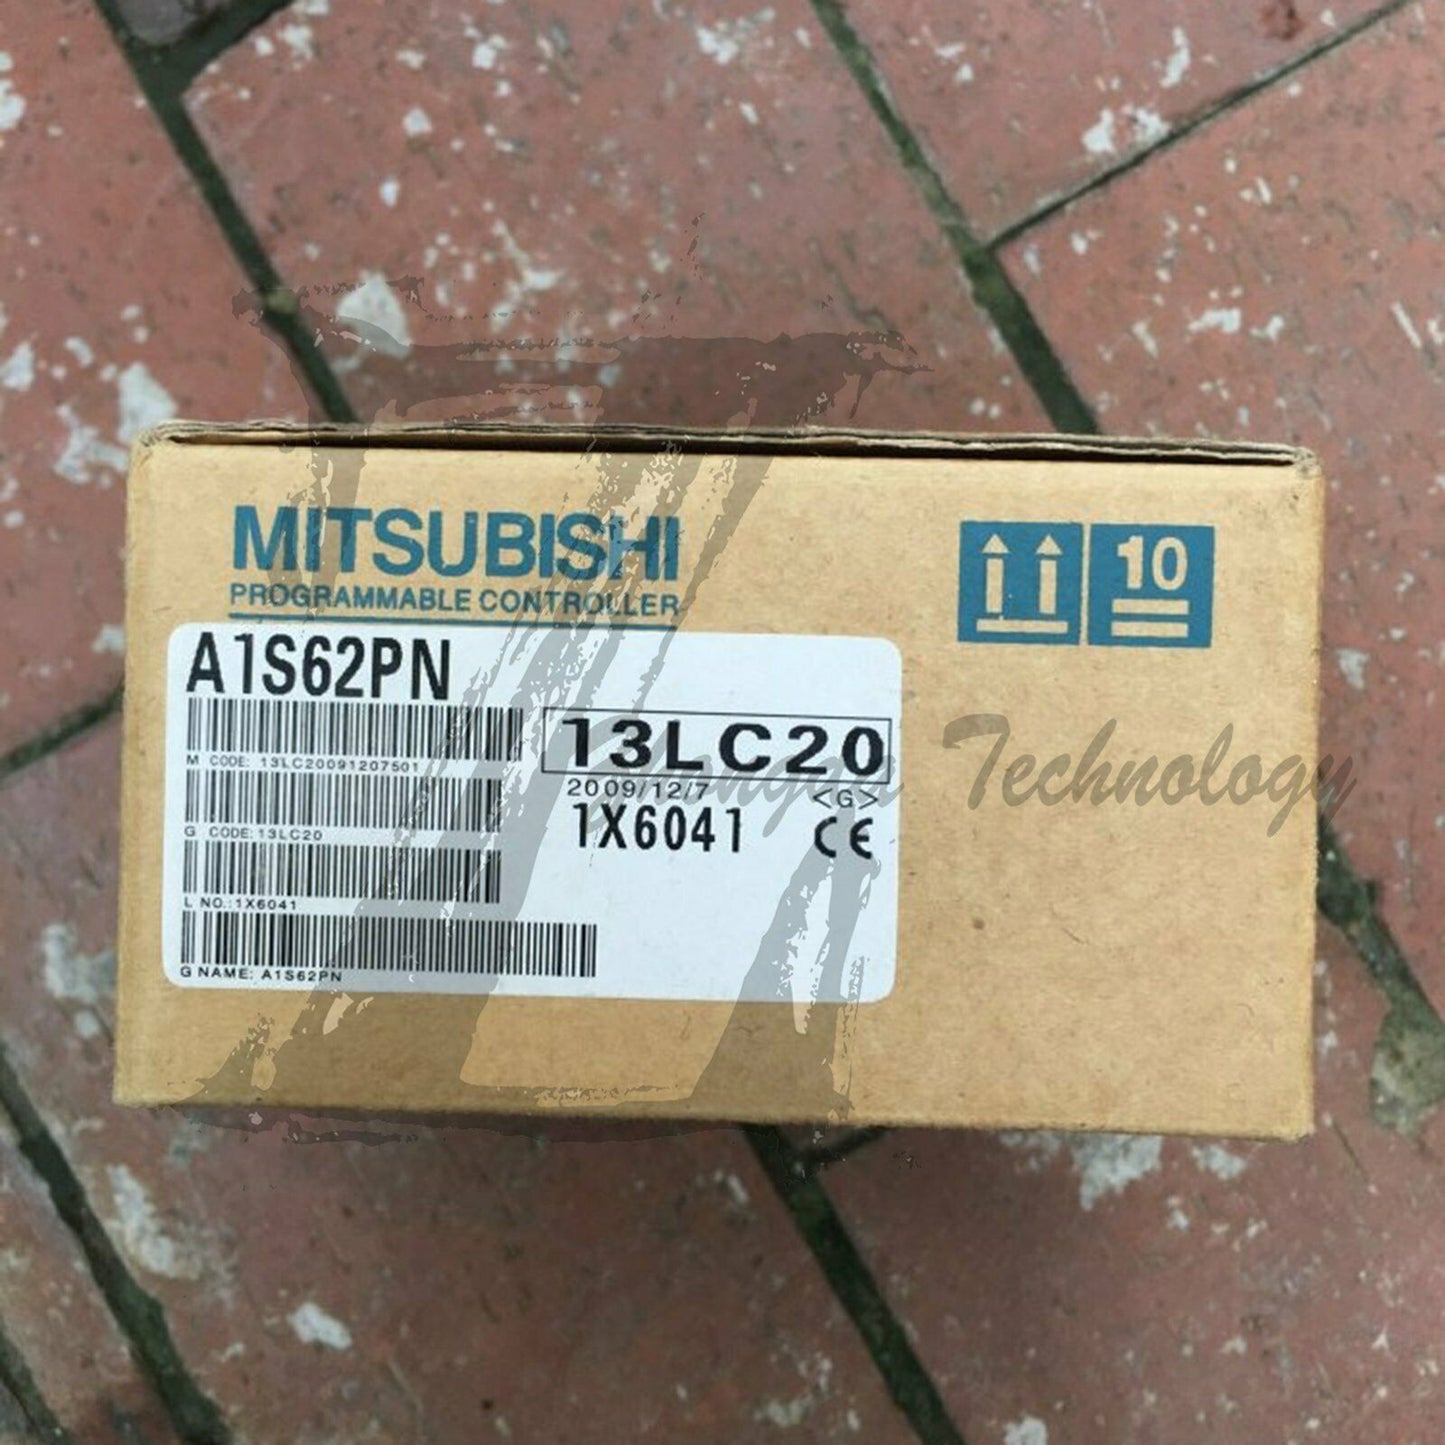 MITSUBISHI
PROGRAMMABLE CONTROLLER
10
A1S62PN
M CODE: 13LC20091207501
13LC20
2009/12/7 <G>
1X6041 CE
G CODE:13LC20
L NO.:1X6041
G NAME: A1S62PN
Technology